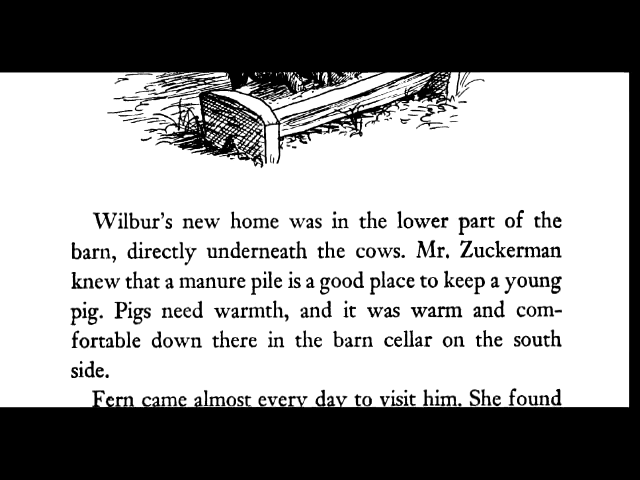 Wilbur's new home was in the lower part of the
barn, directly underneath the cows. Mr. Zuckerman
knew that a manure pile is a good place to keep a young
pig. Pigs need warmth, and it was warm and com-
fortable down there in the barn cellar on the south
side.
Fern came almost every day to visit him. She found